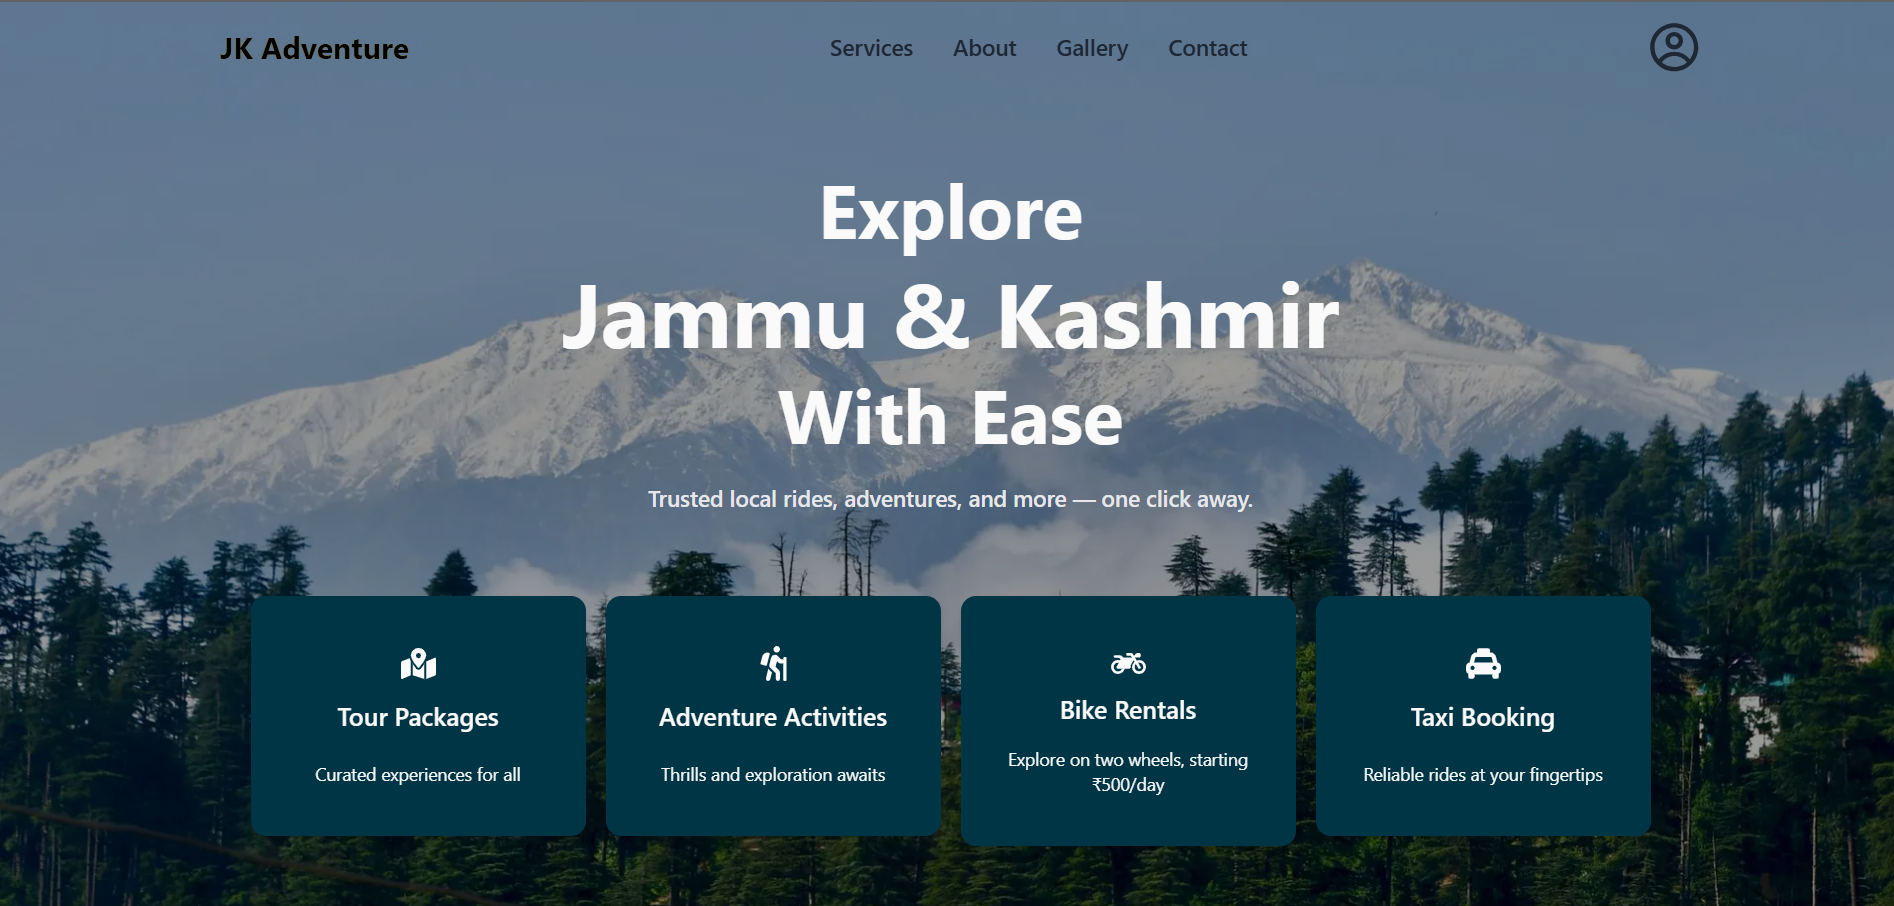 JK Adventure
Services About Gallery Contact
Explore
Jammu & Kashmir
With Ease
Trusted local rides, adventures, and more — one click away.
Tour Packages
Curated experiences for all
Adventure Activities
Thrills and exploration awaits
Bike Rentals
Explore on two wheels, starting
₹500/day
Taxi Booking
Reliable rides at your fingertips